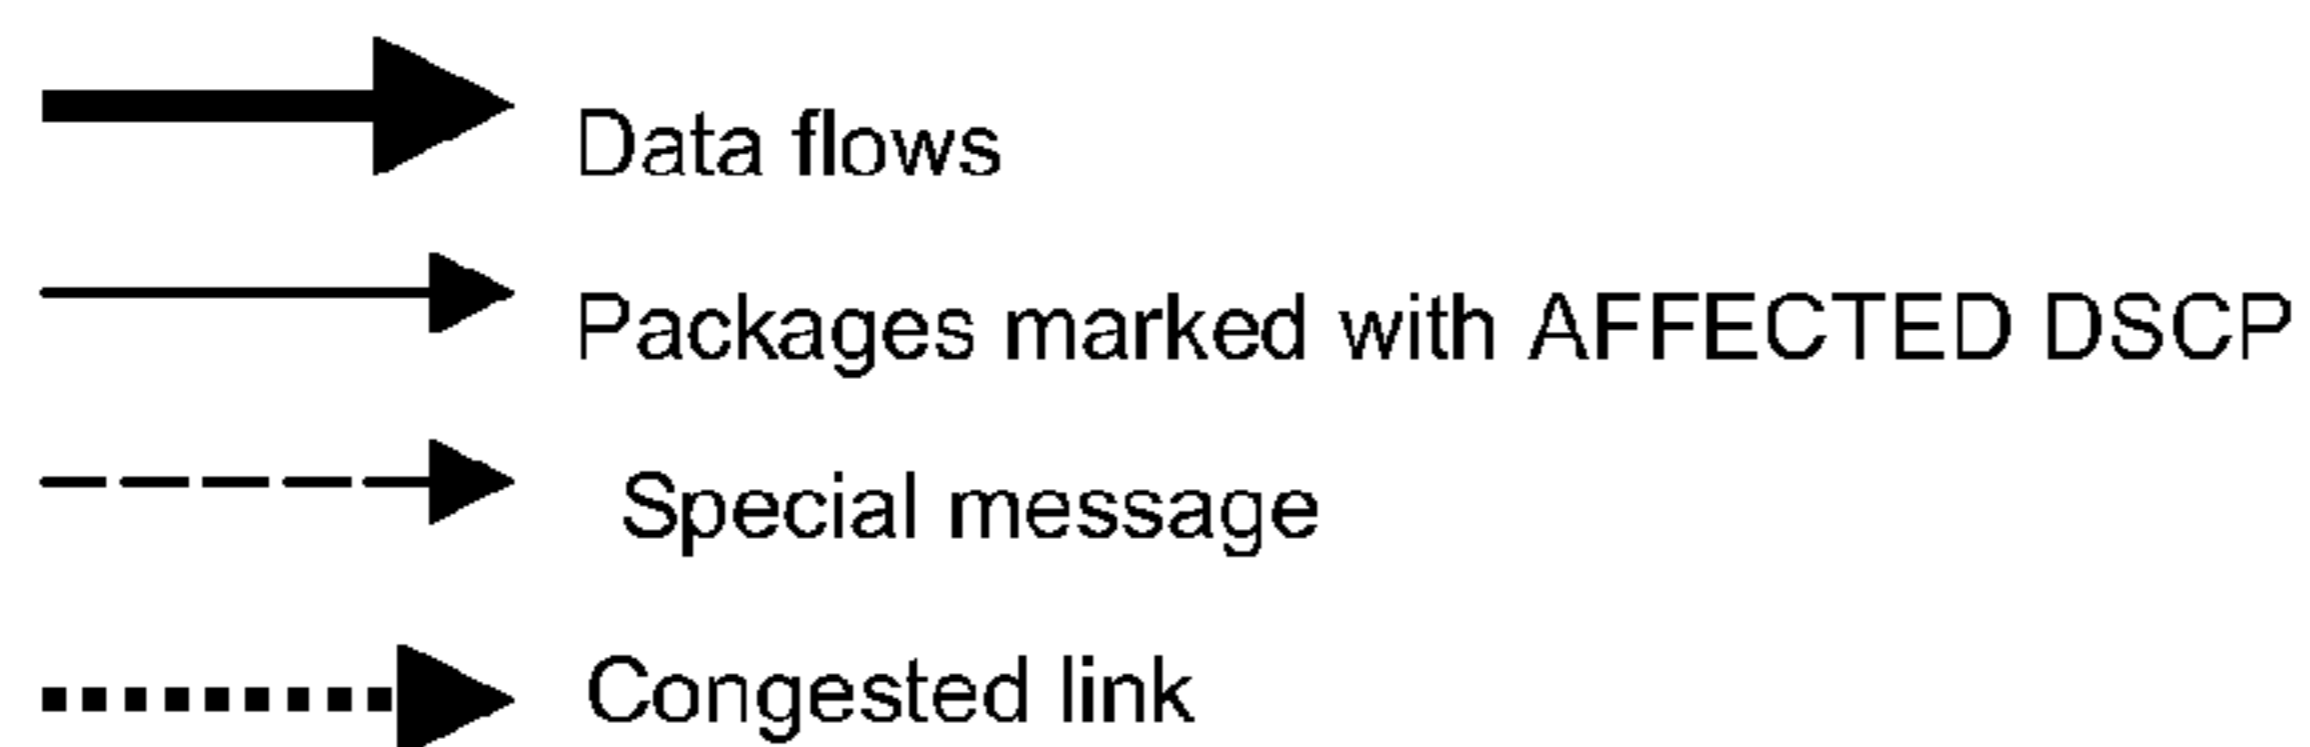 Data flows
Packages marked with AFFECTED DSCP
Special message
Congested link